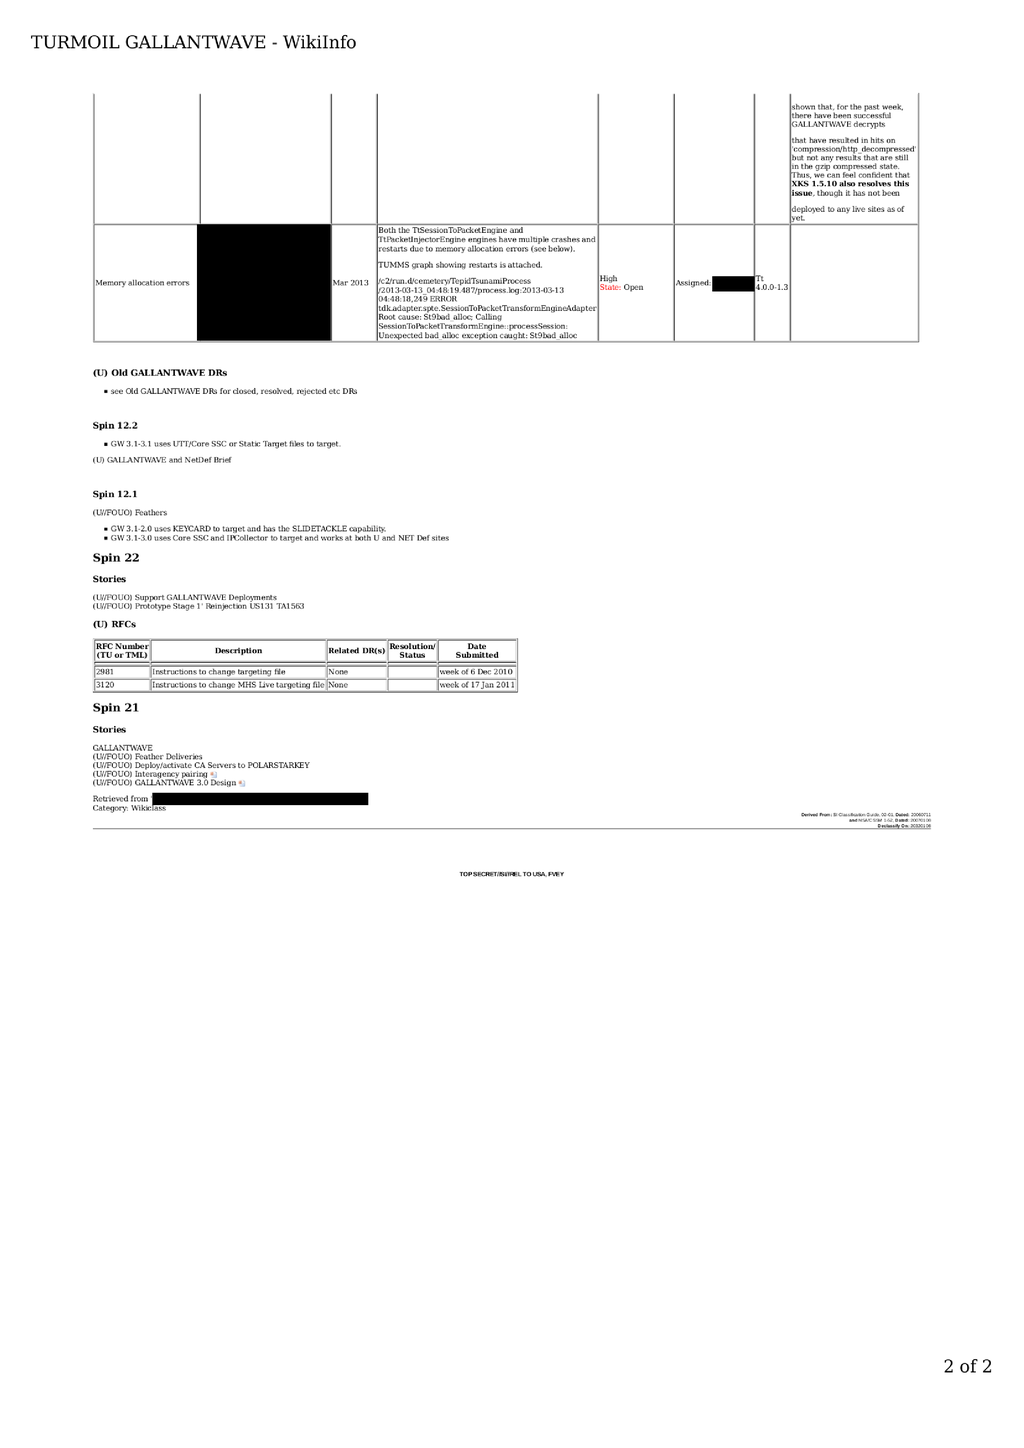 TURMOIL GALLANTWAVE - WikiInfo
shown that, for the past week,
there have been successful
GALLANTWAVE decrypts
that have resulted in hits on
'compression/http_decompressed'
but not any results that are still
in the gzip compressed state.
Thus, we can feel confident that
XKS 1.5.10 also resolves this
issue, though it has not been
deployed to any live sites as of
yet.
Memory allocation errors
Mar 2013
Both the TtSessionToPacketEngine and
TtPacketInjectorEngine engines have multiple crashes and
restarts due to memory allocation errors (see below).
TUMMS graph showing restarts is attached.
/c2/run.d/cemetery/TepidTsunamiProcess
/2013-03-13_04:48:19.487/process.log:2013-03-13
04:48:18,249 ERROR
tdk.adapter.spte.SessionToPacketTransformEngineAdapter
Root cause: St9bad_alloc; Calling
SessionToPacketTransformEngine::processSession:
Unexpected bad_alloc exception caught: St9bad_alloc
High
State: Open
Assigned:
Tt
4.0.0-1.3
(U) Old GALLANTWAVE DRs
▪ see Old GALLANTWAVE DRs for closed, resolved, rejected etc DRs
Spin 12.2
▪ GW 3.1-3.1 uses UTT/Core SSC or Static Target files to target.
(U) GALLANTWAVE and NetDef Brief
Spin 12.1
(U//FOUO) Feathers
▪ GW 3.1-2.0 uses KEYCARD to target and has the SLIDETACKLE capability.
▪ GW 3.1-3.0 uses Core SSC and IPCollector to target and works at both U and NET Def sites
Spin 22
Stories
(U//FOUO) Support GALLANTWAVE Deployments
(U//FOUO) Prototype Stage 1' Reinjection US131 TA1563
(U) RFCs
RFC Number (TU or TML) Description Related DR(s) Resolution/ Status Date Submitted
2981 Instructions to change targeting file None week of 6 Dec 2010
3120 Instructions to change MHS Live targeting file None week of 17 Jan 2011
Spin 21
Stories
GALLANTWAVE
(U//FOUO) Feather Deliveries
(U//FOUO) Deploy/activate CA Servers to POLARSTARKEY
(U//FOUO) Interagency pairing
(U//FOUO) GALLANTWAVE 3.0 Design
Retrieved from
Category: Wikiclass
Derived From: SI Classification Guide, 02-01, Dated:
and NSA/CSSM 1-52, Dated:
Declassify On:
TOP SECRET//SI//REL TO USA, FVEY
2 of 2